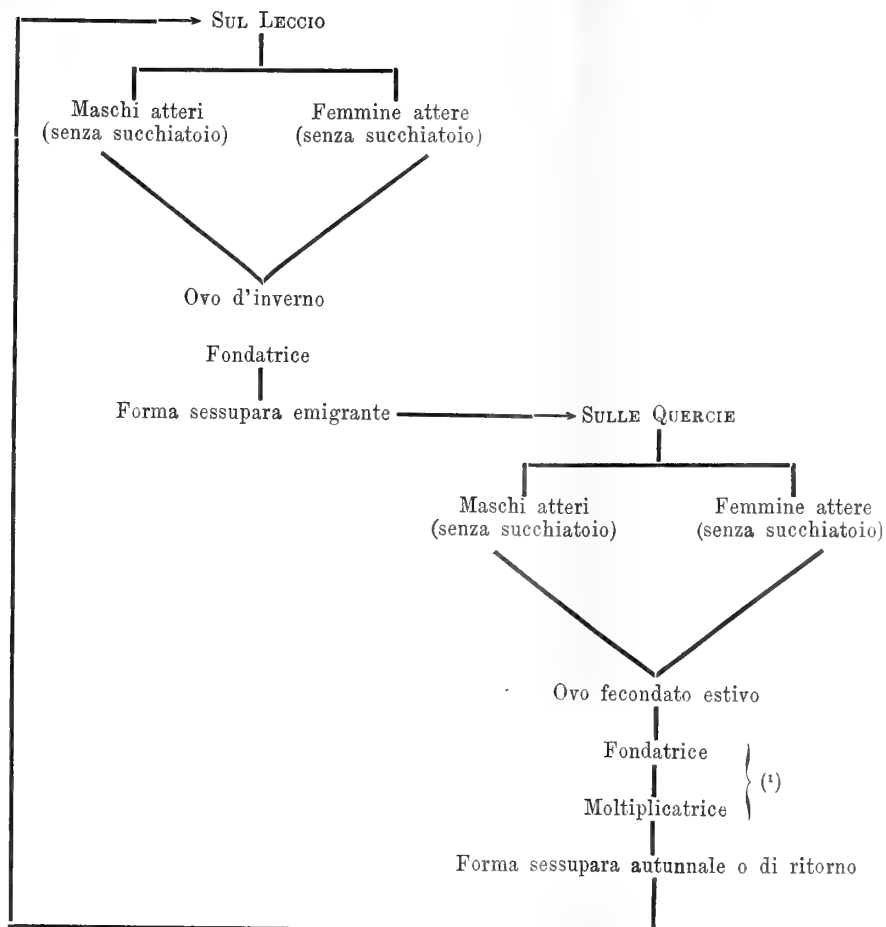 SUL LECCIO
Maschi atteri Femmine attere
(senza succhiatoio) (senza succhiatoio)
Ovo d'inverno
Fondatrice
Forma sessupara emigrante SULLE QUERCIE
Maschi atteri Femmine attere
(senza succhiatoio) (senza succhiatoio)
Ovo fecondato estivo
Fondatrice
(¹)
Moltiplicatrice
Forma sessupara autunnale o di ritorno